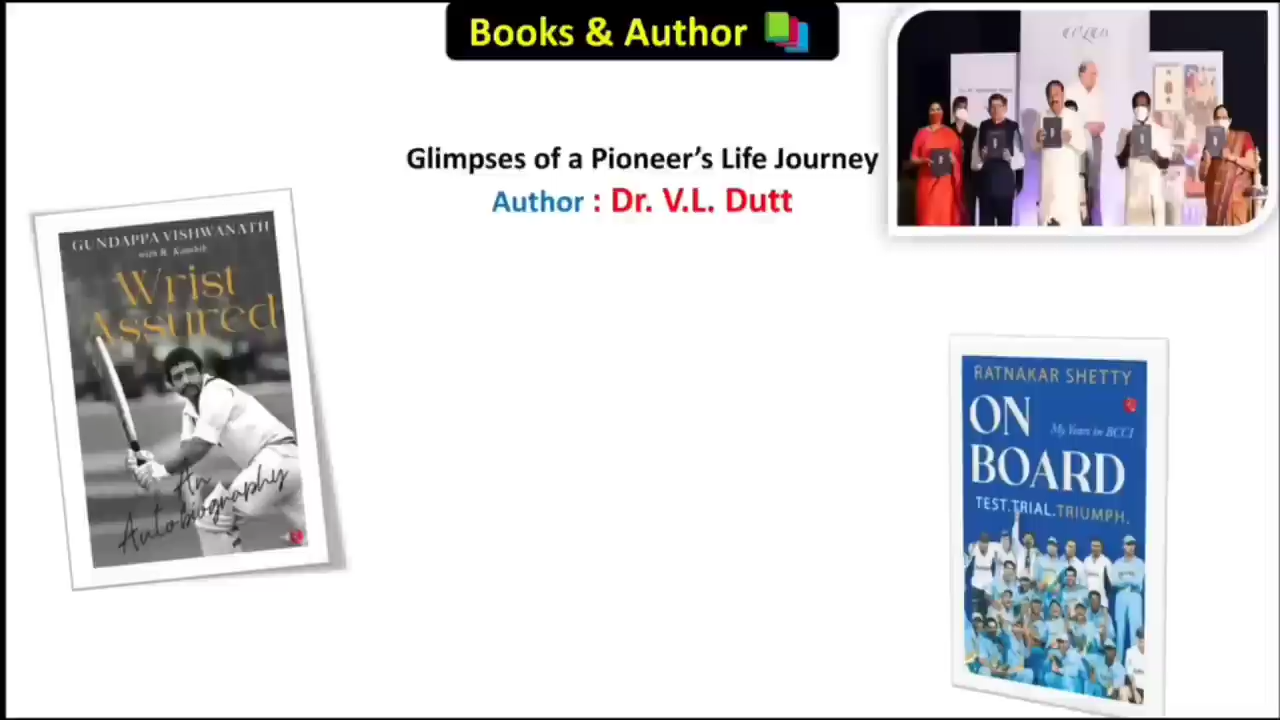 Books & Author
Glimpses of a Pioneer's Life Journey
Author : Dr. V.L. Dutt
GUNDAPPA VISHWANATH
with R. Kaushik
Wrist
Assured
An
Autobiography
RATNAKAR SHETTY
ON
My Years in BCCI
BOARD
TEST.TRIAL.TRIUMPH.